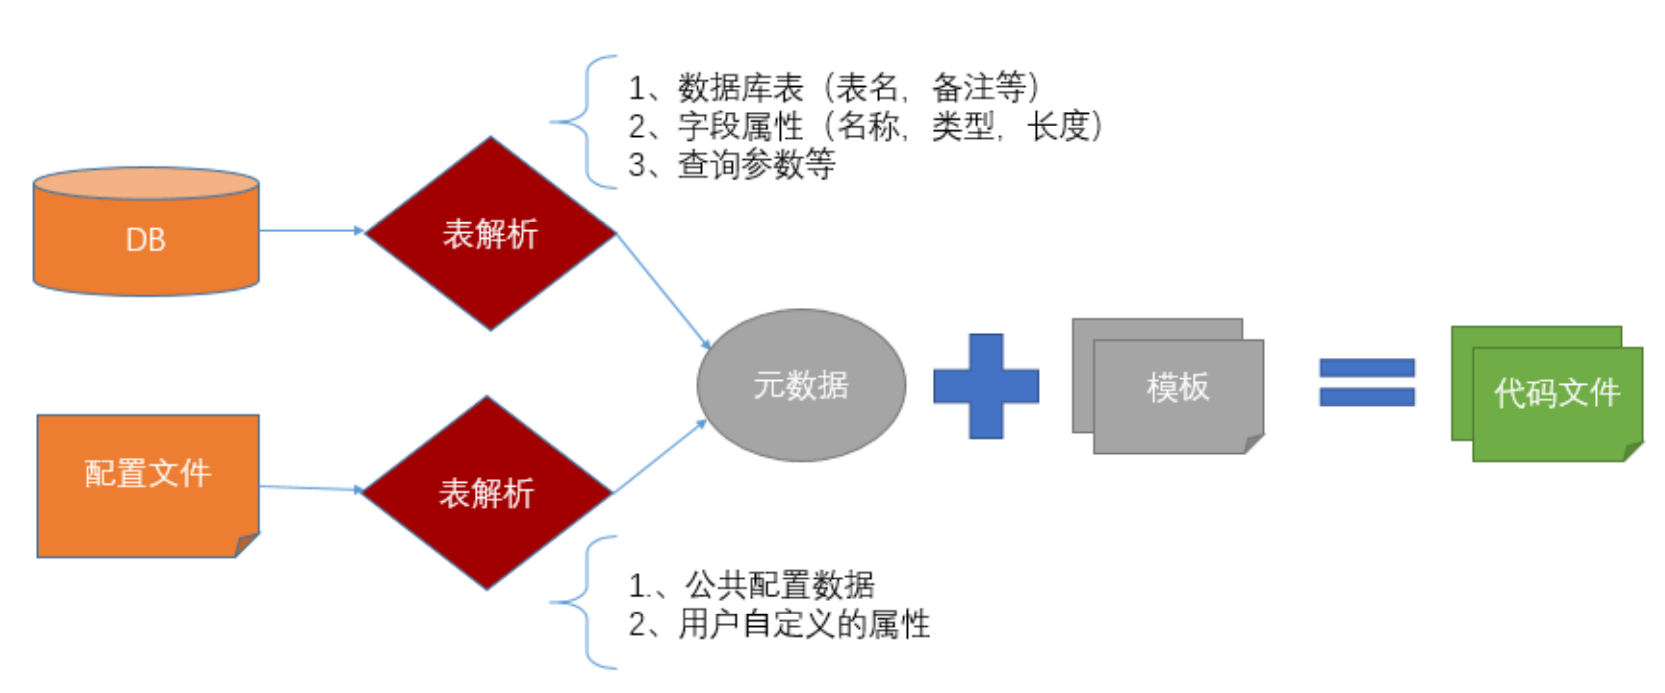 1、数据库表（表名，备注等）
2、字段属性（名称，类型，长度）
3、查询参数等
DB
表解析
元数据
模板
代码文件
配置文件
表解析
1.、公共配置数据
2、用户自定义的属性